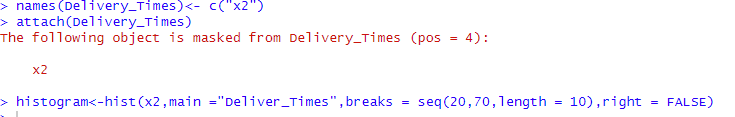 > names(Delivery_Times)<- c("x2")
> attach(Delivery_Times)
The following object is masked from Delivery_Times (pos = 4):
x2
> histogram<-hist(x2,main ="Deliver_Times",breaks = seq(20,70,length = 10),right = FALSE)
>